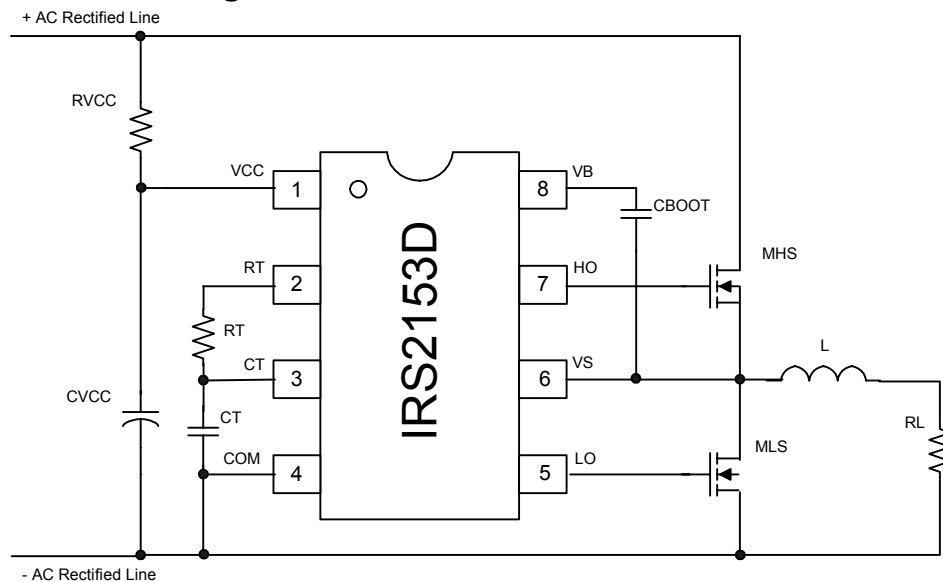 + AC Rectified Line
RVCC
VCC
1
8
VB
CBOOT
MHS
RT
2
7
HO
RT
IRS2153D
L
CT
3
6
VS
CVCC
CT
RL
MLS
COM
4
5
LO
- AC Rectified Line